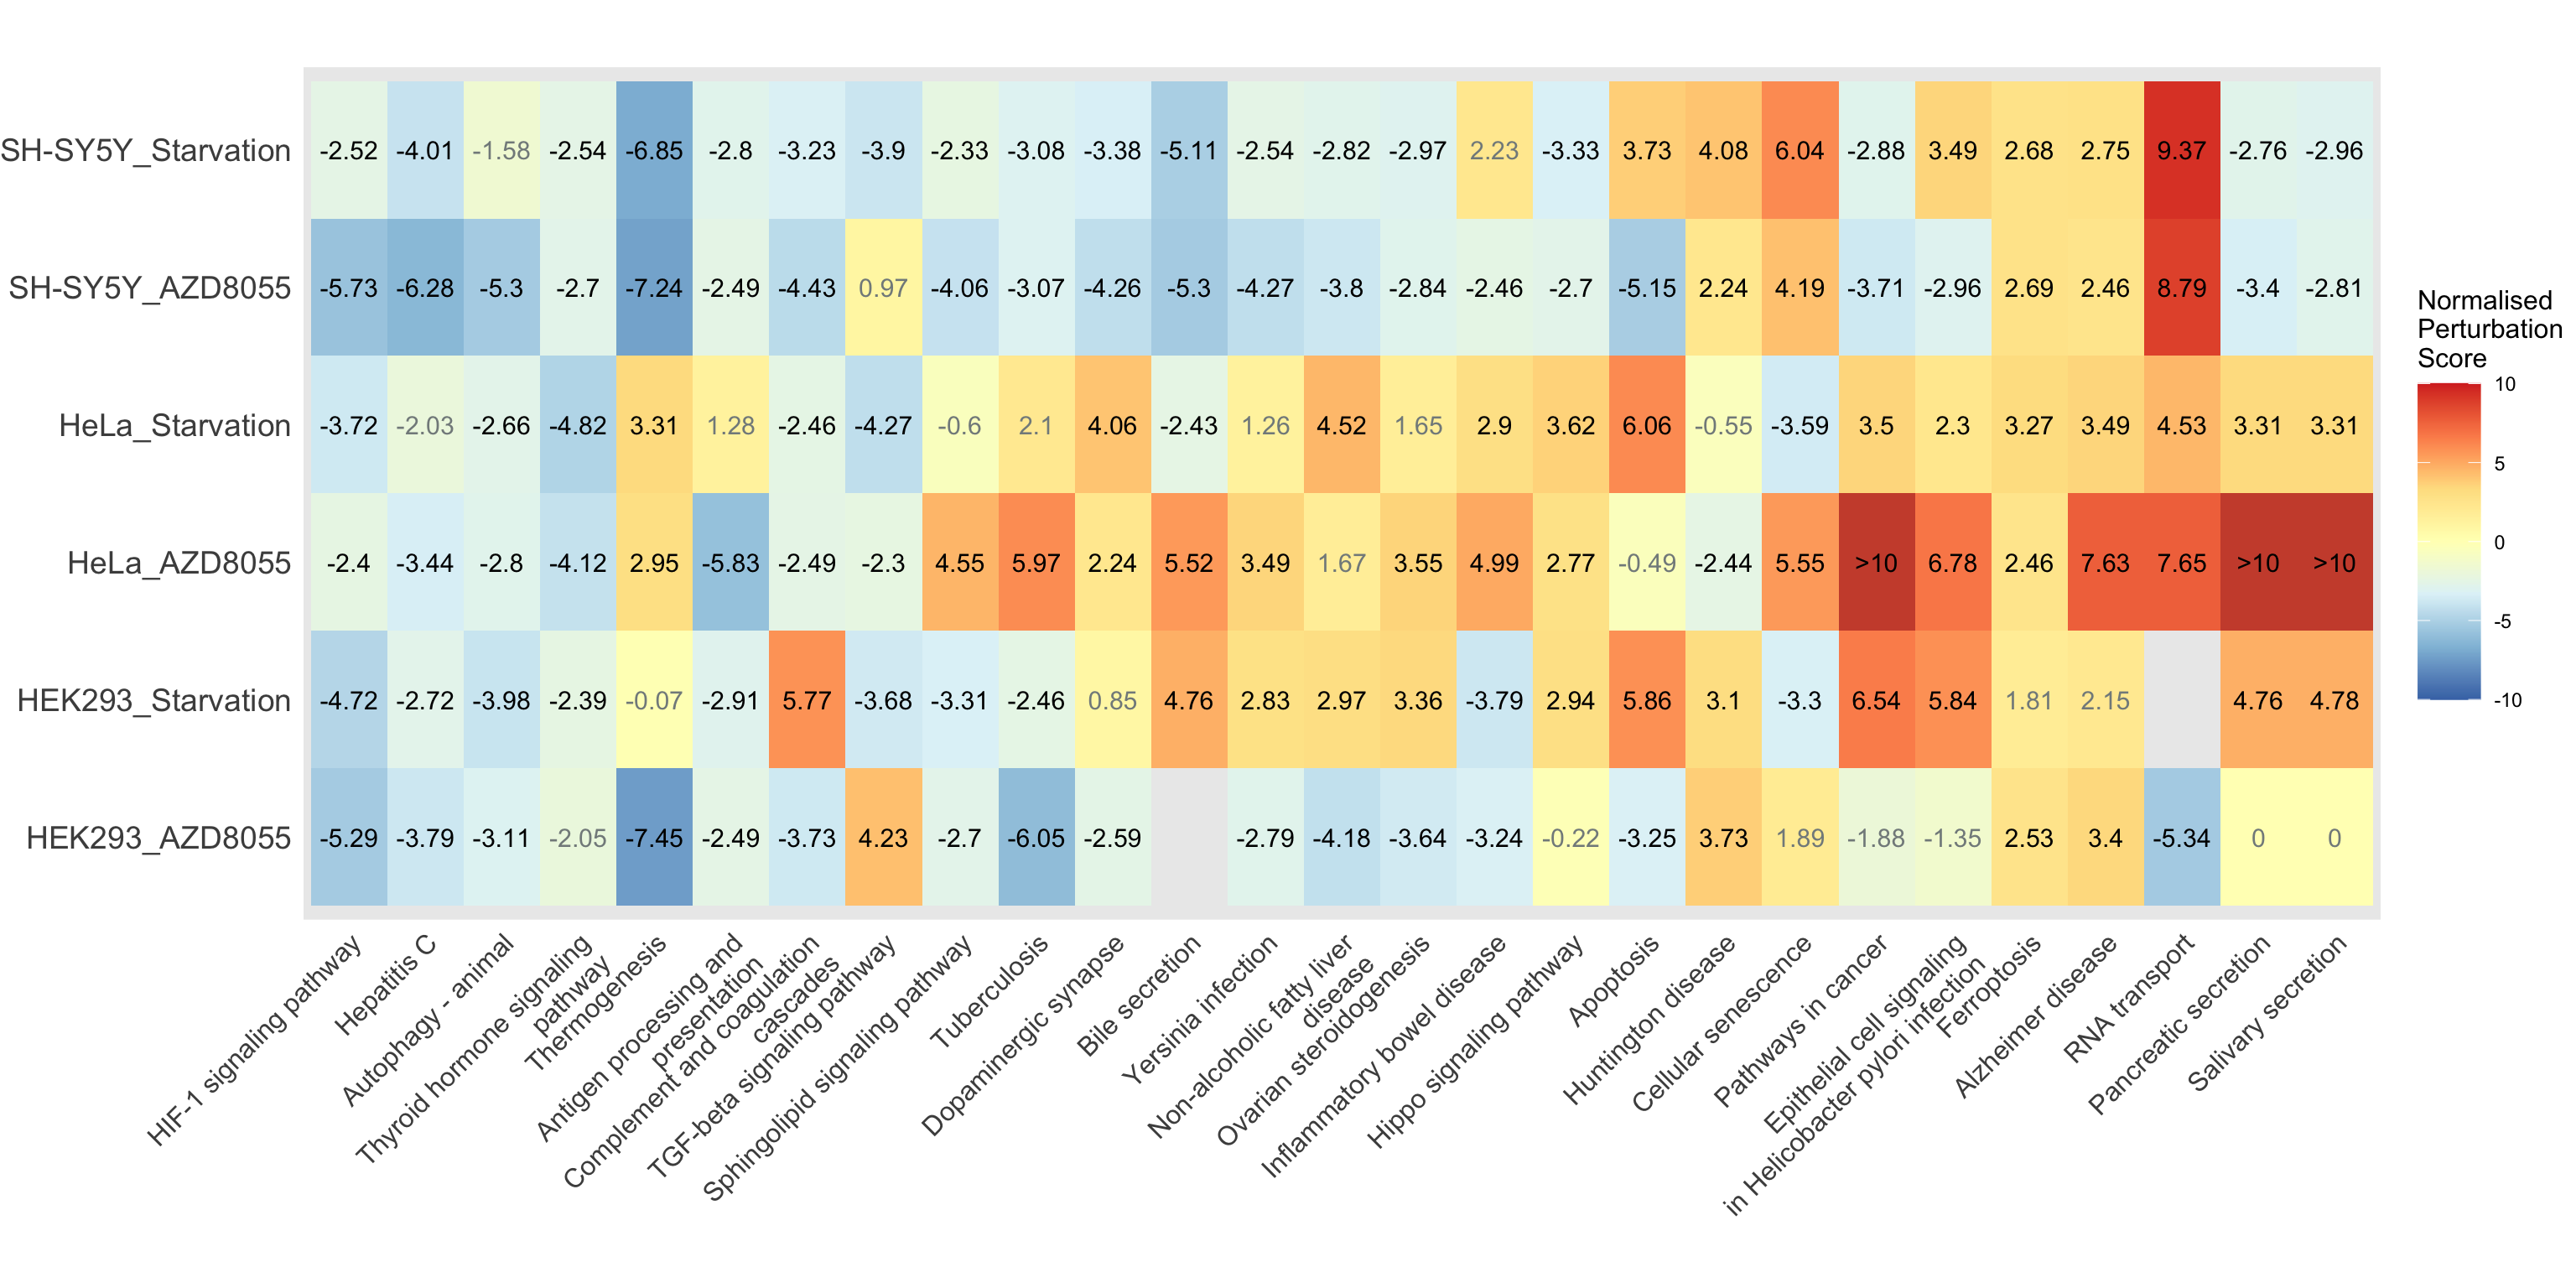 SH-SY5Y_Starvation -2.52 -4.01 -1.58 -2.54 -6.85 -2.8 -3.23 -3.9 -2.33 -3.08 -3.38 -5.11 -2.54 -2.82 -2.97 2.23 -3.33 3.73 4.08 6.04 -2.88 3.49 2.68 2.75 9.37 -2.76 -2.96
SH-SY5Y_AZD8055 -5.73 -6.28 -5.3 -2.7 -7.24 -2.49 -4.43 0.97 -4.06 -3.07 -4.26 -5.3 -4.27 -3.8 -2.84 -2.46 -2.7 -5.15 2.24 4.19 -3.71 -2.96 2.69 2.46 8.79 -3.4 -2.81
HeLa_Starvation -3.72 -2.03 -2.66 -4.82 3.31 1.28 -2.46 -4.27 -0.6 2.1 4.06 -2.43 1.26 4.52 1.65 2.9 3.62 6.06 -0.55 -3.59 3.5 2.3 3.27 3.49 4.53 3.31 3.31
HeLa_AZD8055 -2.4 -3.44 -2.8 -4.12 2.95 -5.83 -2.49 -2.3 4.55 5.97 2.24 5.52 3.49 1.67 3.55 4.99 2.77 -0.49 -2.44 5.55 >10 6.78 2.46 7.63 7.65 >10 >10
HEK293_Starvation -4.72 -2.72 -3.98 -2.39 -0.07 -2.91 5.77 -3.68 -3.31 -2.46 0.85 4.76 2.83 2.97 3.36 -3.79 2.94 5.86 3.1 -3.3 6.54 5.84 1.81 2.15 4.76 4.78
HEK293_AZD8055 -5.29 -3.79 -3.11 -2.05 -7.45 -2.49 -3.73 4.23 -2.7 -6.05 -2.59 -2.79 -4.18 -3.64 -3.24 -0.22 -3.25 3.73 1.89 -1.88 -1.35 2.53 3.4 -5.34 0 0
HIF-1 signaling pathway
Hepatitis C
Autophagy - animal
Thyroid hormone signaling
pathway
Thermogenesis
Antigen processing and
presentation
Complement and coagulation
cascades
TGF-beta signaling pathway
Sphingolipid signaling pathway
Tuberculosis
Dopaminergic synapse
Bile secretion
Yersinia infection
Non-alcoholic fatty liver
disease
Ovarian steroidogenesis
Inflammatory bowel disease
Hippo signaling pathway
Apoptosis
Huntington disease
Cellular senescence
Pathways in cancer
Epithelial cell signaling
in Helicobacter pylori infection
Ferroptosis
Alzheimer disease
RNA transport
Pancreatic secretion
Salivary secretion
Normalised
Perturbation
Score
10
5
0
-5
-10